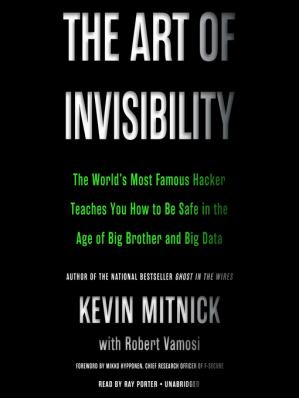 THE ART OF
INVISIBILITY
The World's Most Famous Hacker
Teaches You How to Be Safe in the
Age of Big Brother and Big Data
AUTHOR OF THE NATIONAL BESTSELLER GHOST IN THE WIRES
KEVIN MITNICK
with Robert Vamosi
FOREWORD BY MIKKO HYPPONEN, CHIEF RESEARCH OFFICER OF F-SECURE
READ BY RAY PORTER • UNABRIDGED